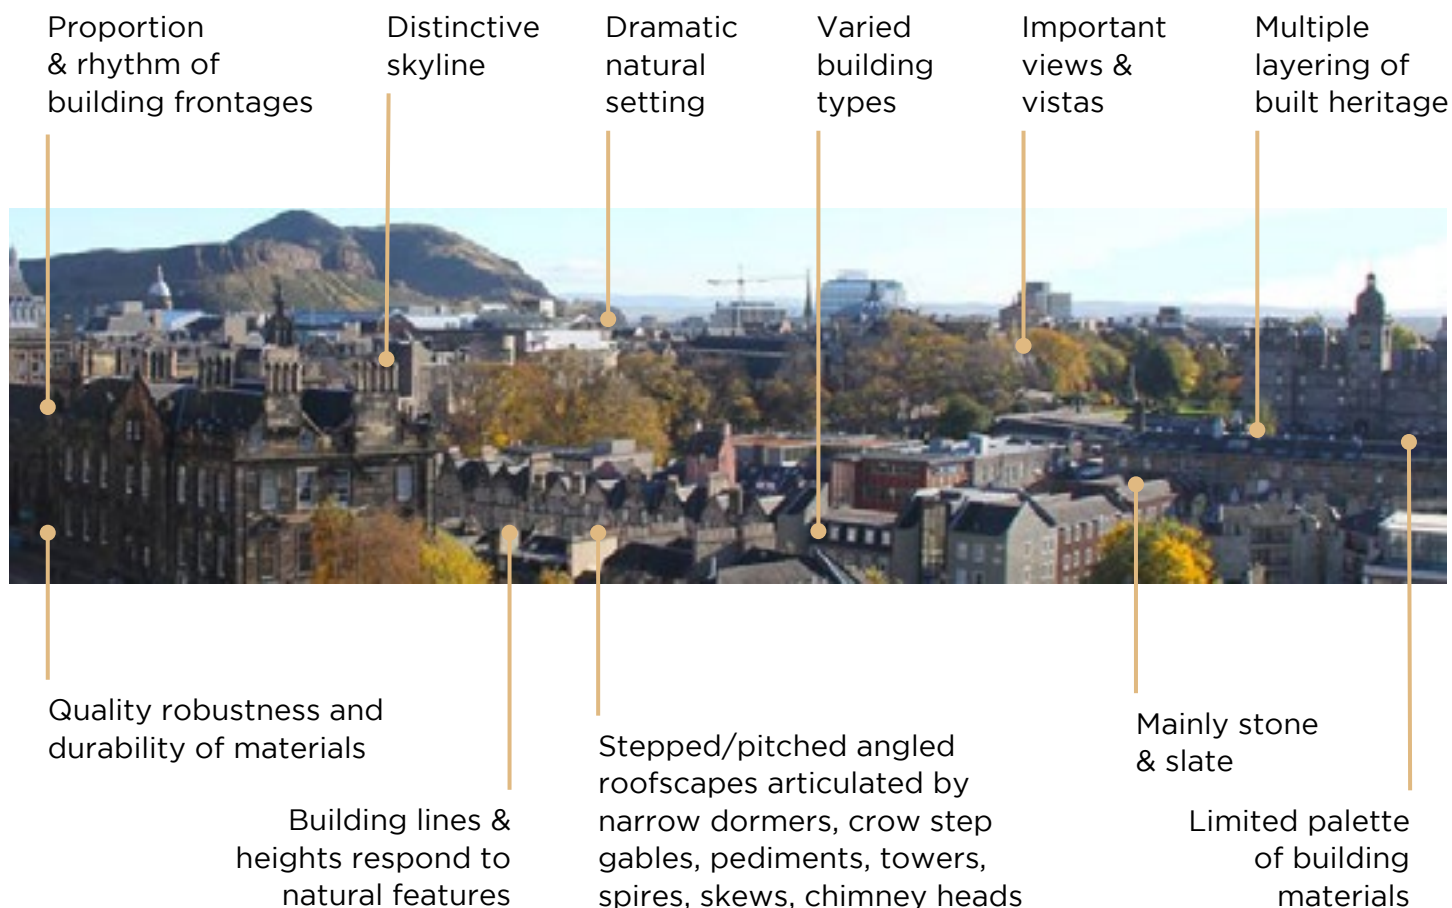 Proportion
& rhythm of
building frontages
Distinctive
skyline
Dramatic
natural
setting
Varied
building
types
Important
views &
vistas
Multiple
layering of
built heritage
Quality robustness and
durability of materials
Building lines &
heights respond to
natural features
Stepped/pitched angled
roofscapes articulated by
narrow dormers, crow step
gables, pediments, towers,
spires, skews, chimney heads
Mainly stone
& slate
Limited palette
of building
materials